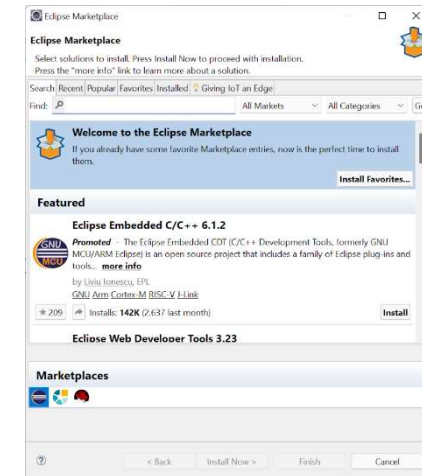 Eclipse Marketplace
Eclipse Marketplace
Select solutions to install. Press Install Now to proceed with installation.
Press the "more info" link to learn more about a solution.
Search Recent Popular Favorites Installed Giving IoT an Edge
Find: All Markets All Categories
Welcome to the Eclipse Marketplace
If you already have some favorite Marketplace entries, now is the perfect time to install
them.
Install Favorites...
Featured
Eclipse Embedded C/C++ 6.1.2
GNU MCU
Promoted - The Eclipse Embedded CDT (C/C++ Development Tools, formerly GNU
MCU/ARM Eclipse) is an open source project that includes a family of Eclipse plug-ins and
tools... more info
by Liviu Ionescu, EPL
GNU Arm Cortex-M RISC-V J-Link
209 Installs: 142K (2,637 last month) Install
Eclipse Web Developer Tools 3.23
Marketplaces
< Back Install Now > Finish Cancel